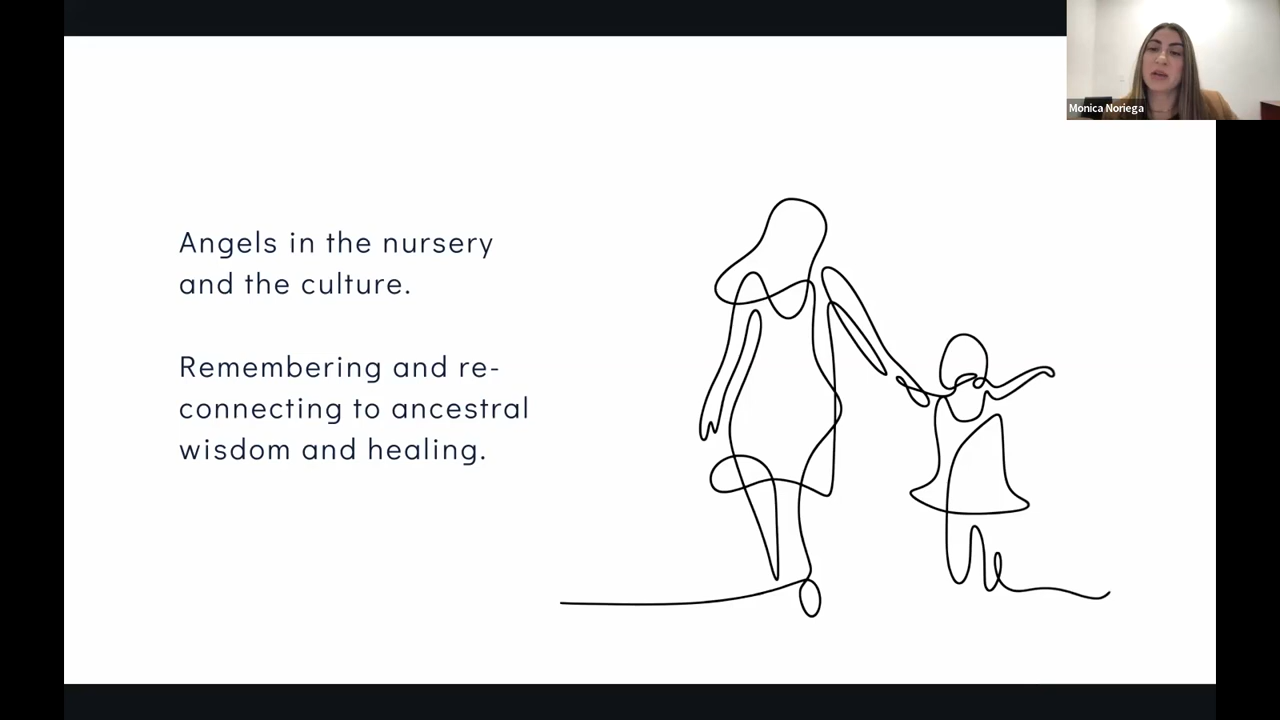 Monica Noriega
Angels in the nursery
and the culture.
Remembering and re-
connecting to ancestral
wisdom and healing.